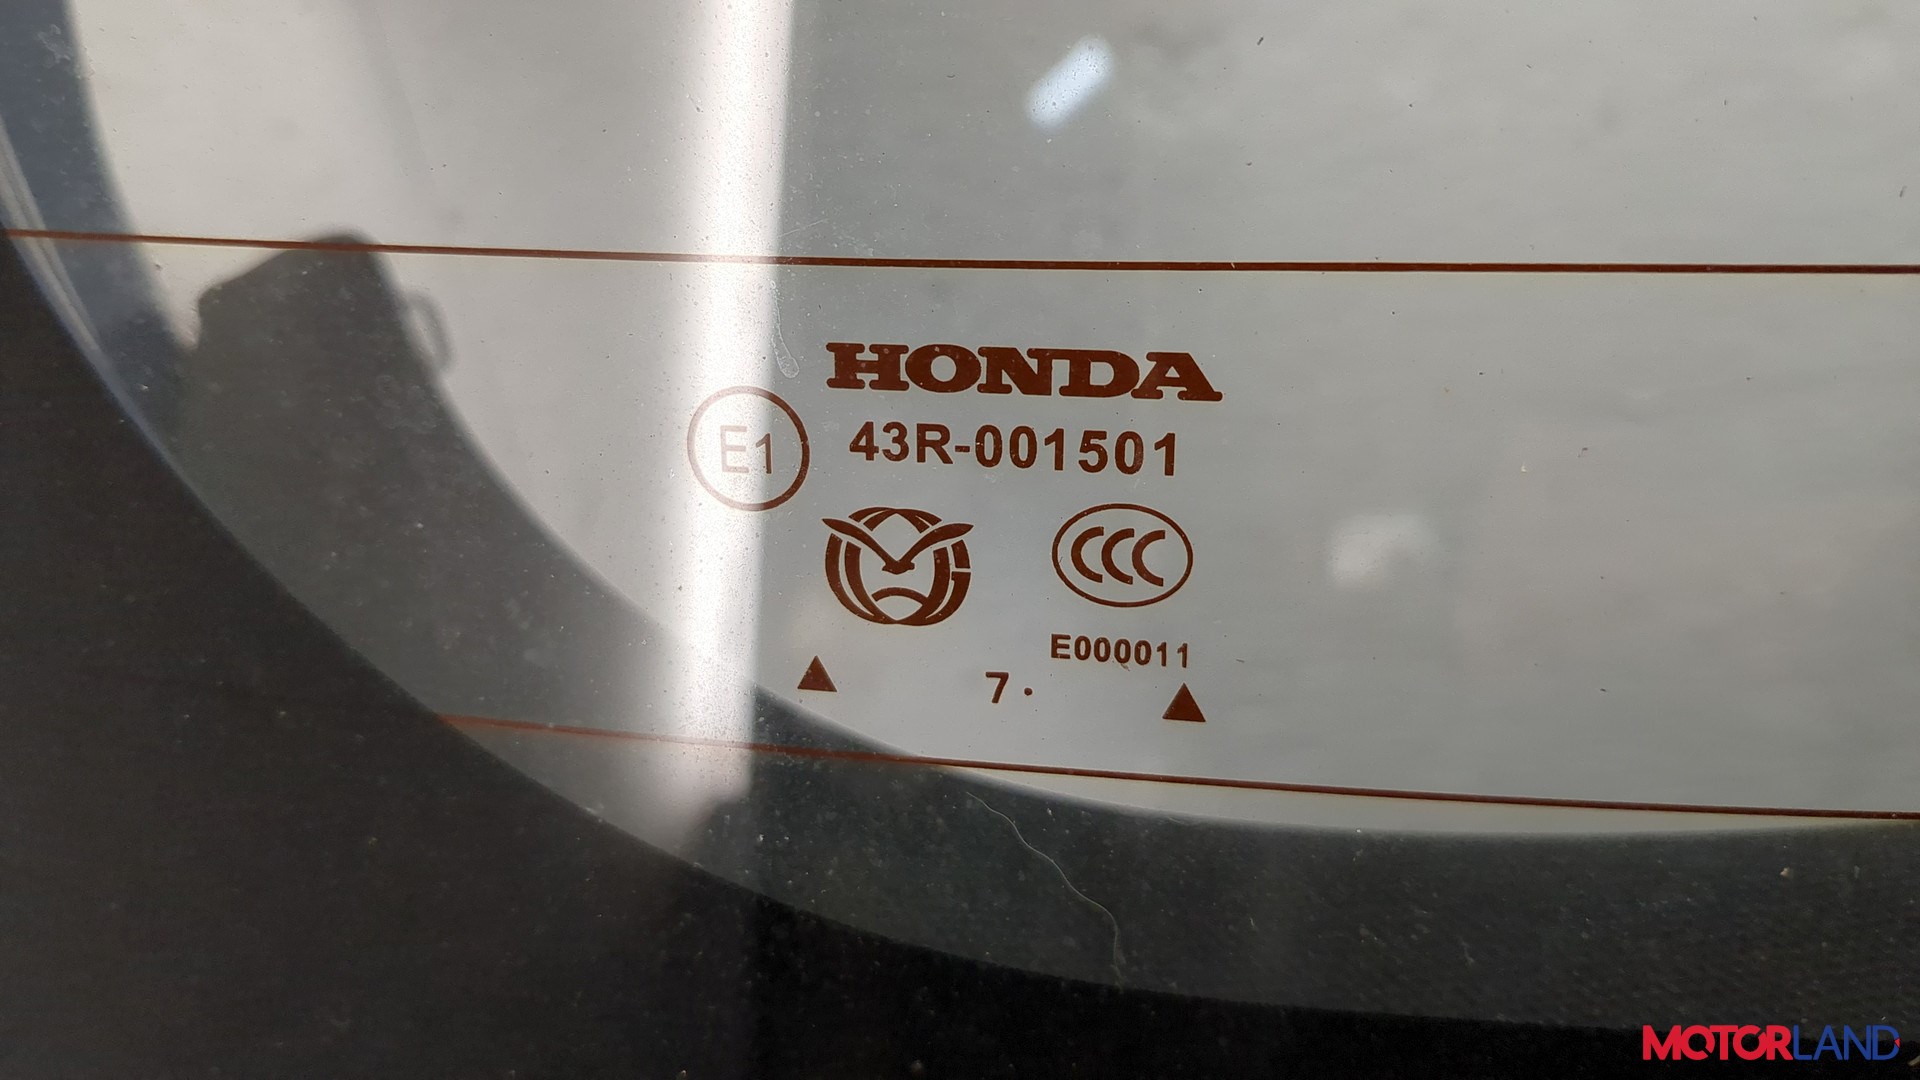 HONDA
E1
43R-001501
CCC
E000011
7 ·
MOTORLAND